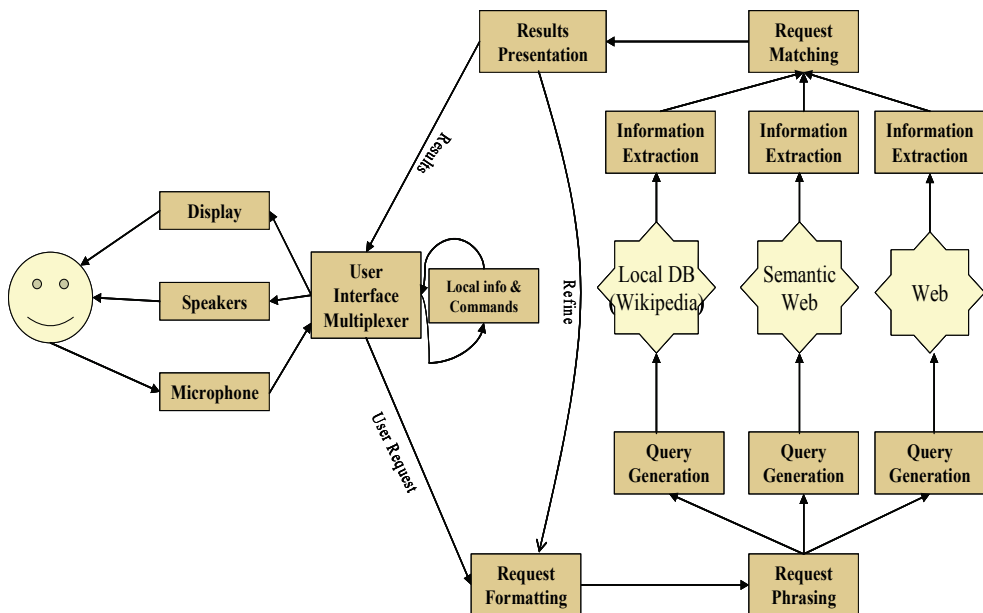 Results
Presentation
Request
Matching
Information
Extraction
Information
Extraction
Information
Extraction
Results
Display
Speakers
Microphone
User
Interface
Multiplexer
Local info &
Commands
Refine
Local DB
(Wikipedia)
Semantic
Web
Web
User Request
Query
Generation
Query
Generation
Query
Generation
Request
Formatting
Request
Phrasing